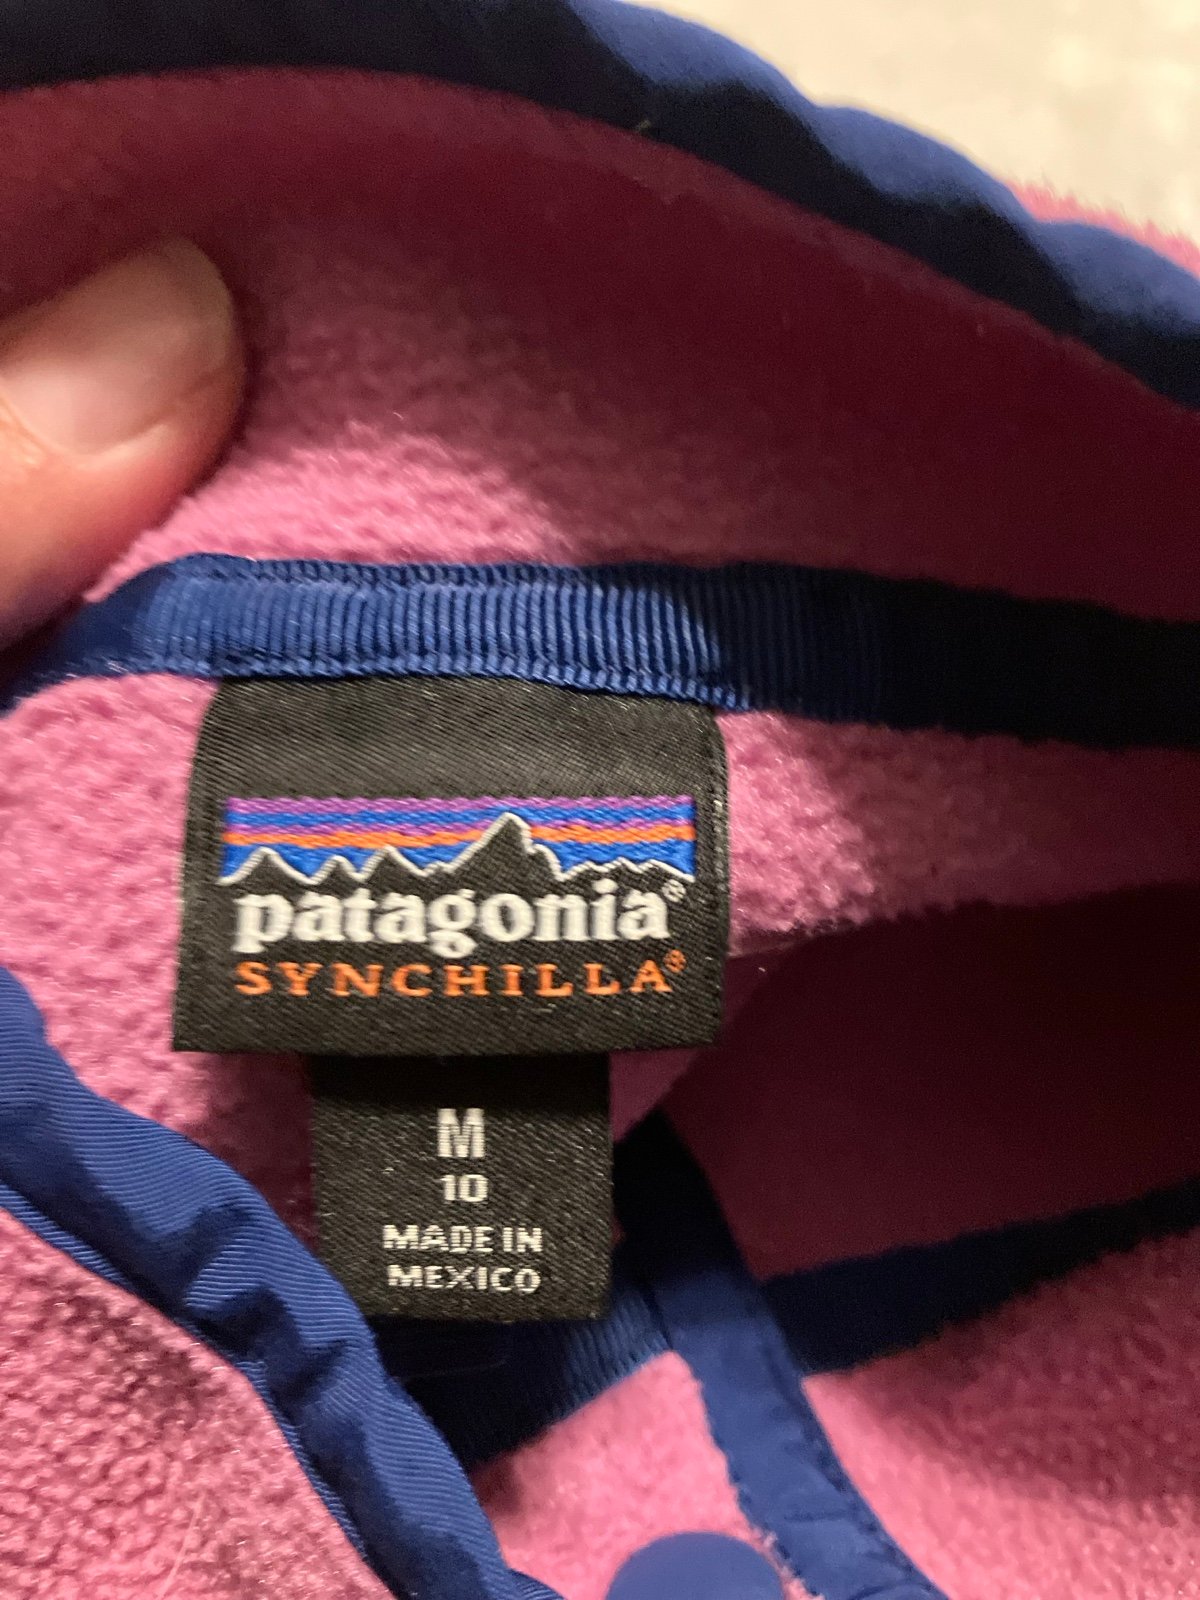 patagonia®
SYNCHILLA®
M
10
MADE IN
MEXICO